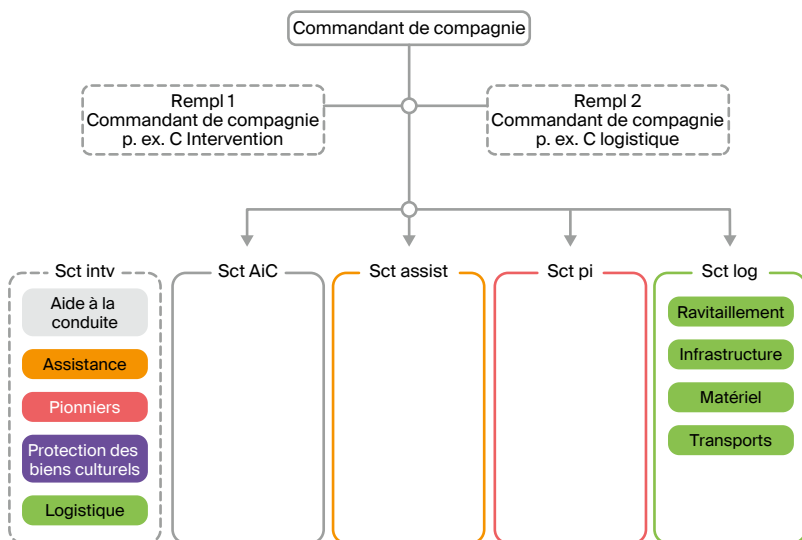 Commandant de compagnie
Rempl 1
Commandant de compagnie
p. ex. C Intervention
Rempl 2
Commandant de compagnie
p. ex. C logistique
Sct intv
Aide à la
conduite
Assistance
Pionniers
Protection des
biens culturels
Logistique
Sct AiC
Sct assist
Sct pi
Sct log
Ravitaillement
Infrastructure
Matériel
Transports